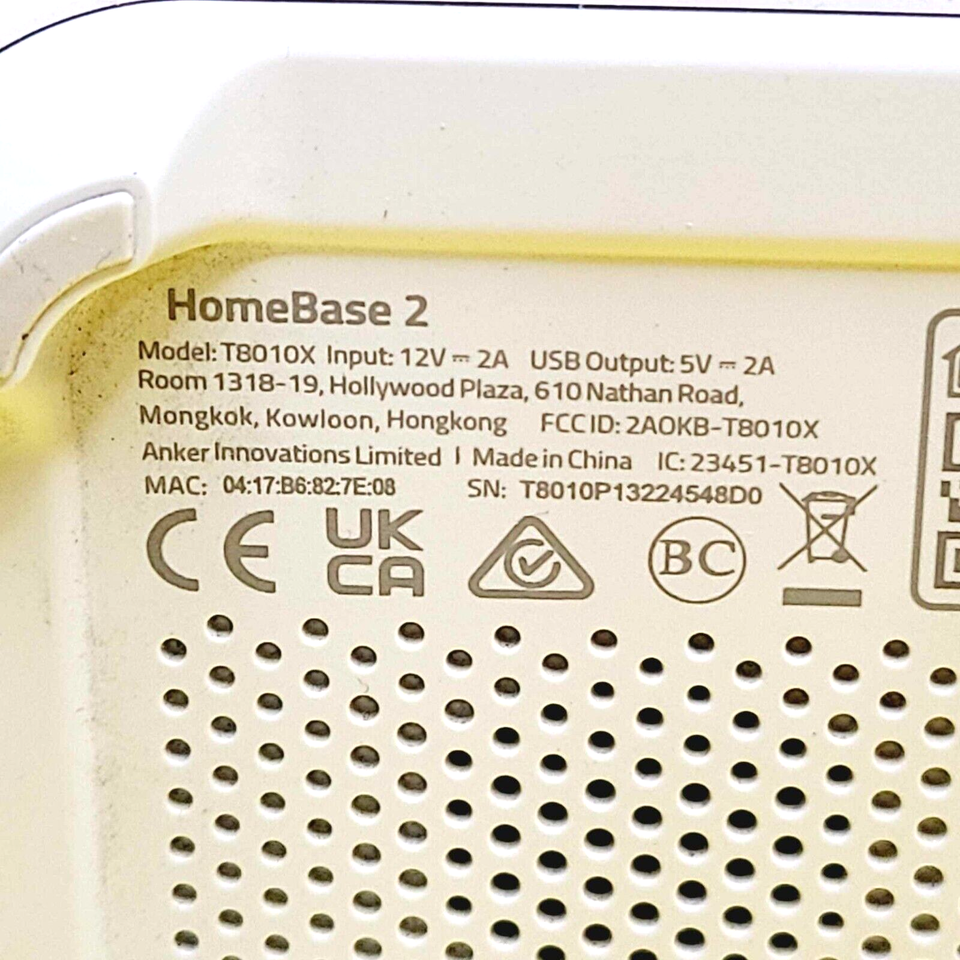 HomeBase 2
Model: T8010X Input: 12V ⎓ 2A USB Output: 5V ⎓ 2A
Room 1318-19, Hollywood Plaza, 610 Nathan Road,
Mongkok, Kowloon, Hongkong FCC ID: 2AOKB-T8010X
Anker Innovations Limited | Made in China IC: 23451-T8010X
MAC: 04:17:B6:82:7E:08 SN: T8010P13224548D0
CE UK CA BC